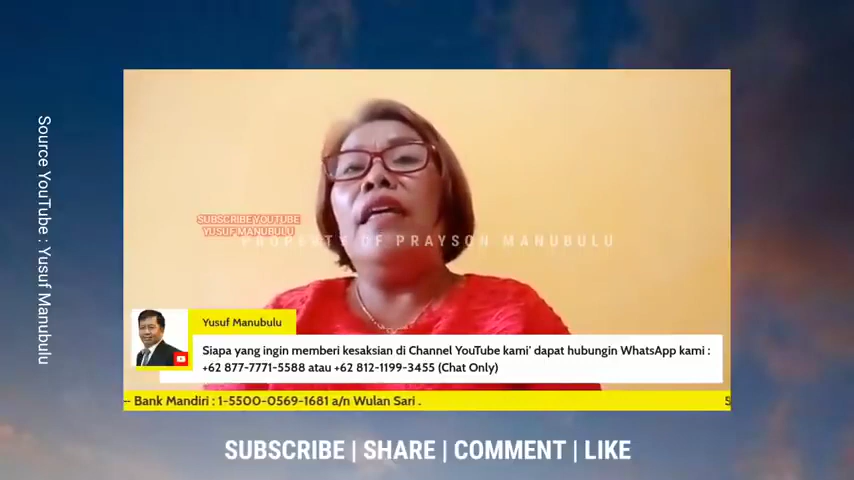 Source YouTube : Yusuf Manubulu
SUBSCRIBE YOUTUBE
YUSUF MANUBULU
PROPERTY OF PRAYSON MANUBULU
Yusuf Manubulu
Siapa yang ingin memberi kesaksian di Channel YouTube kami' dapat hubungin WhatsApp kami :
+62 877-7771-5588 atau +62 812-1199-3455 (Chat Only)
-- Bank Mandiri : 1-5500-0569-1681 a/n Wulan Sari .
SUBSCRIBE | SHARE | COMMENT | LIKE